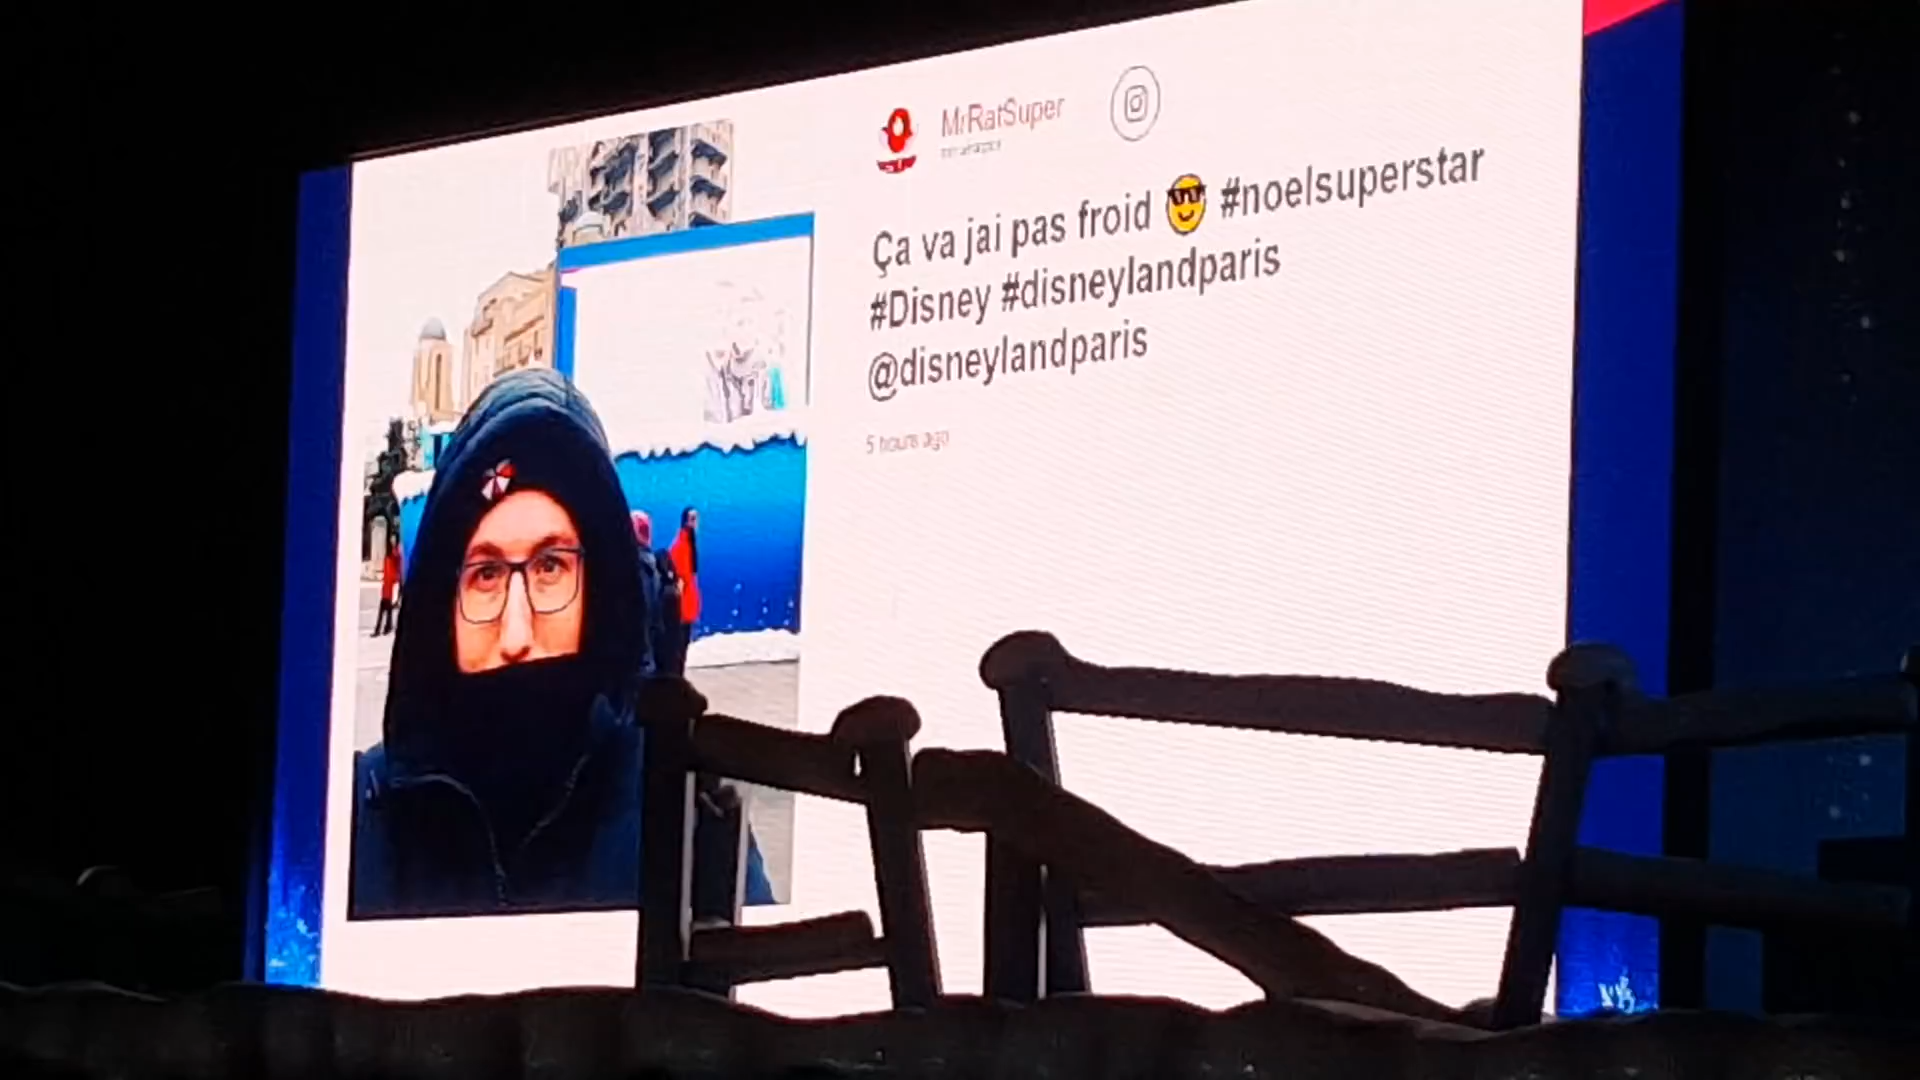 MrRatSuper
Ça va jai pas froid 😎 #noelsuperstar
#Disney #disneylandparis
@disneylandparis
5 hours ago